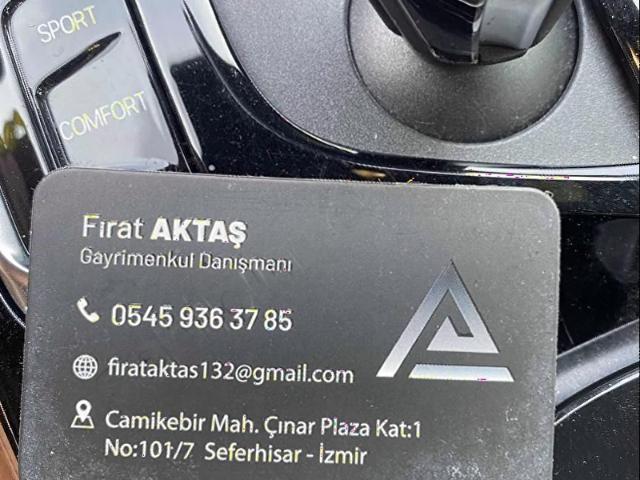 SPORT
COMFORT
Fırat AKTAŞ
Gayrimenkul Danışmanı
0545 936 37 85
firataktas132@gmail.com
Camikebir Mah. Çınar Plaza Kat:1
No:101/7 Seferhisar - İzmir